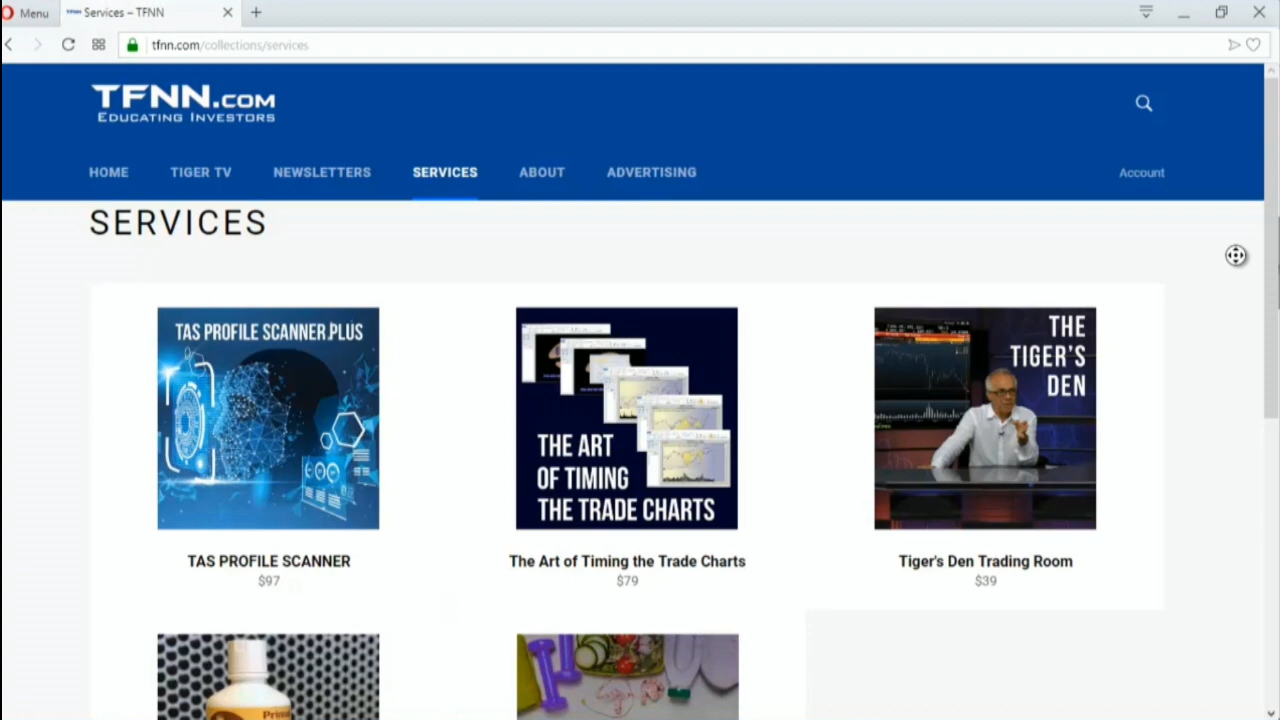 Menu
TFNN
Services – TFNN
tfnn.com/collections/services
TFNN.COM
EDUCATING INVESTORS
HOME
TIGER TV
NEWSLETTERS
SERVICES
ABOUT
ADVERTISING
Account
SERVICES
TAS PROFILE SCANNER PLUS
THE ART
OF TIMING
THE TRADE CHARTS
THE
TIGER'S
DEN
TAS PROFILE SCANNER
$97
The Art of Timing the Trade Charts
$79
Tiger's Den Trading Room
$39